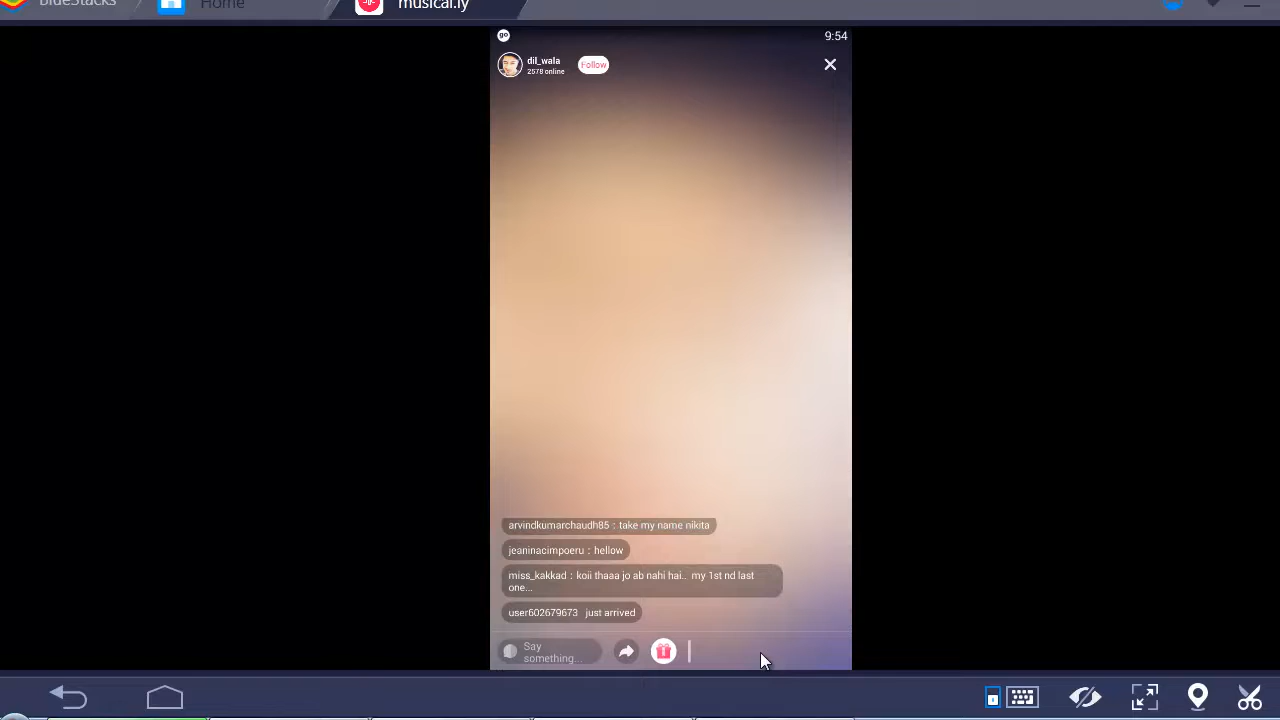 BlueStacks Home musical.ly
go 9:54
dil_wala
2578 online
Follow
arvindkumarchaudh85 : take my name nikita
jeaninacimpoeru : hellow
miss_kakkad : koii thaaa jo ab nahi hai.. my 1st nd last
one...
user602679673 just arrived
Say
something...